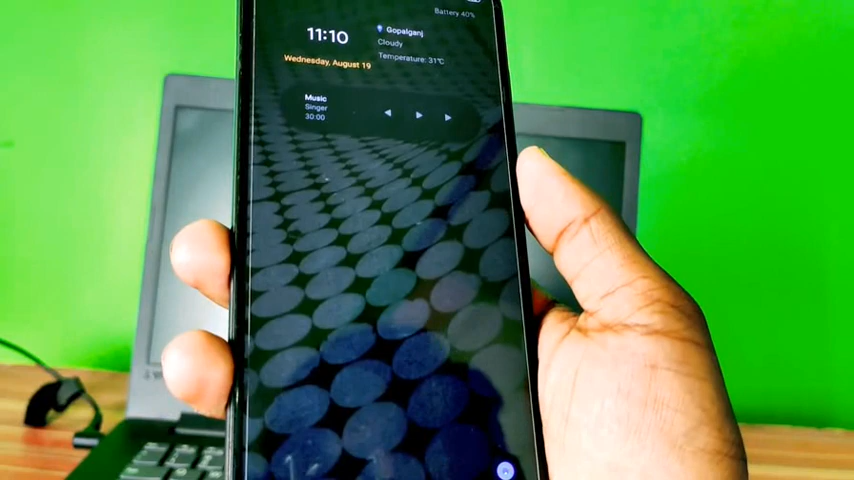 Battery 40%
11:10
Gopalganj
Cloudy
Wednesday, August 19
Temperature: 31℃
Music
Singer
30:00